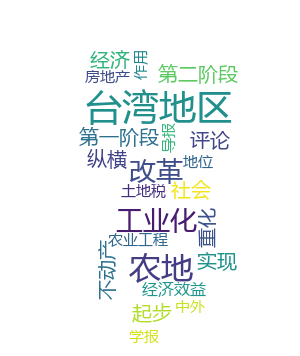 经济
作用
第二阶段
房地产
台湾地区
第一阶段
导报
评论
纵横
改革
地位
土地税
社会
工业化
重化
农业工程
不动产
农地
实现
经济效益
起步
中外
学报